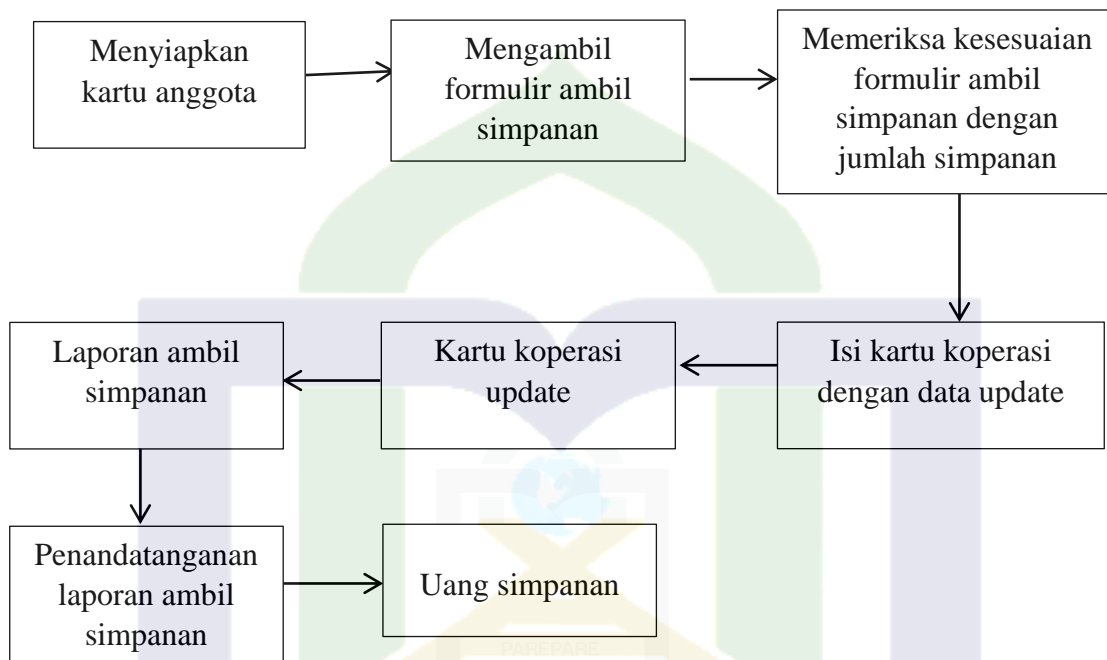 Menyiapkan
kartu anggota
Mengambil
formulir ambil
simpanan
Memeriksa kesesuaian
formulir ambil
simpanan dengan
jumlah simpanan
Isi kartu koperasi
dengan data update
Kartu koperasi
update
Laporan ambil
simpanan
Penandatanganan
laporan ambil
simpanan
Uang simpanan
PAREPARE